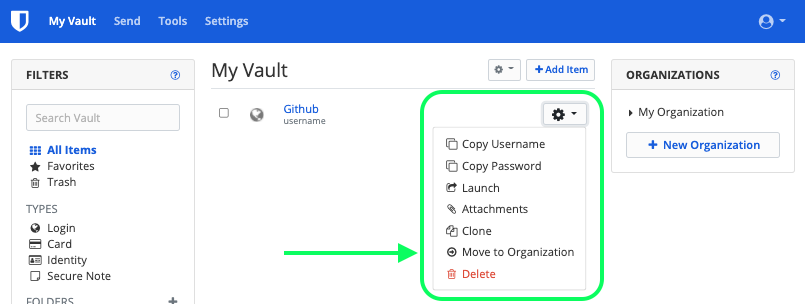 My Vault Send Tools Settings
FILTERS
Search Vault
All Items
Favorites
Trash
TYPES
Login
Card
Identity
Secure Note
FOLDERS
My Vault
Add Item
Github
username
Copy Username
Copy Password
Launch
Attachments
Clone
Move to Organization
Delete
ORGANIZATIONS
My Organization
New Organization